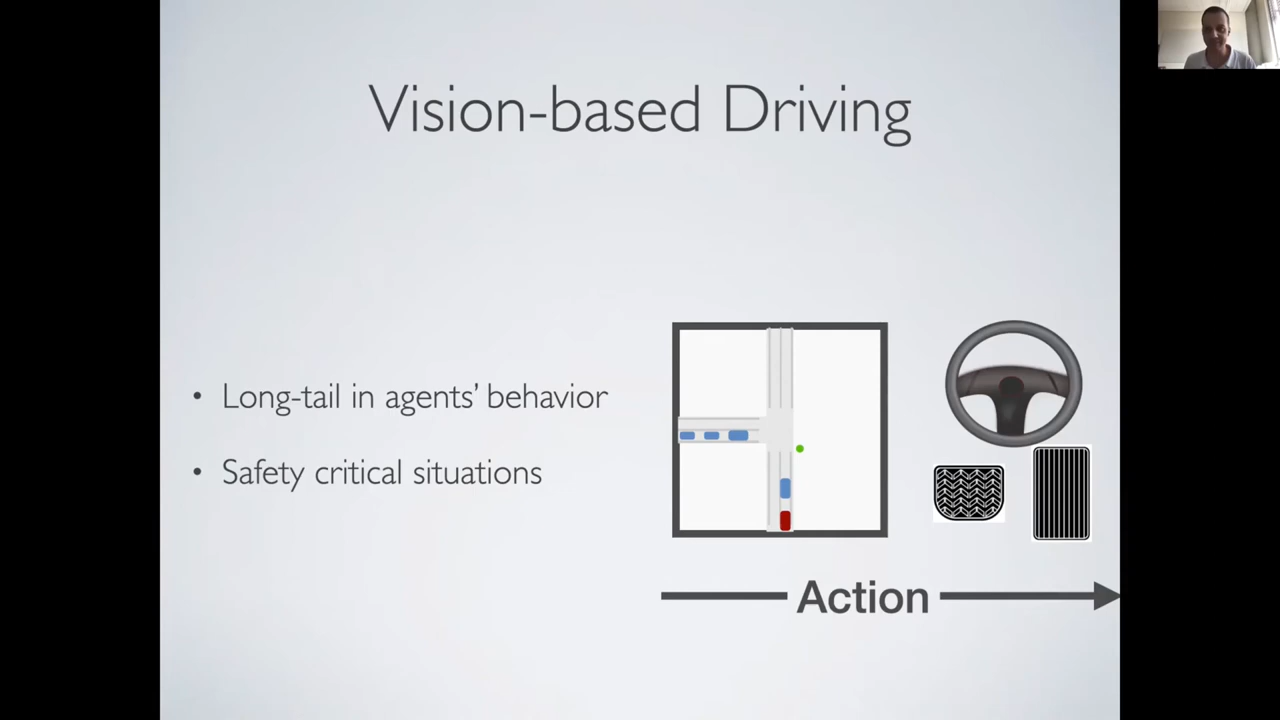 Vision-based Driving
• Long-tail in agents' behavior
• Safety critical situations
Action